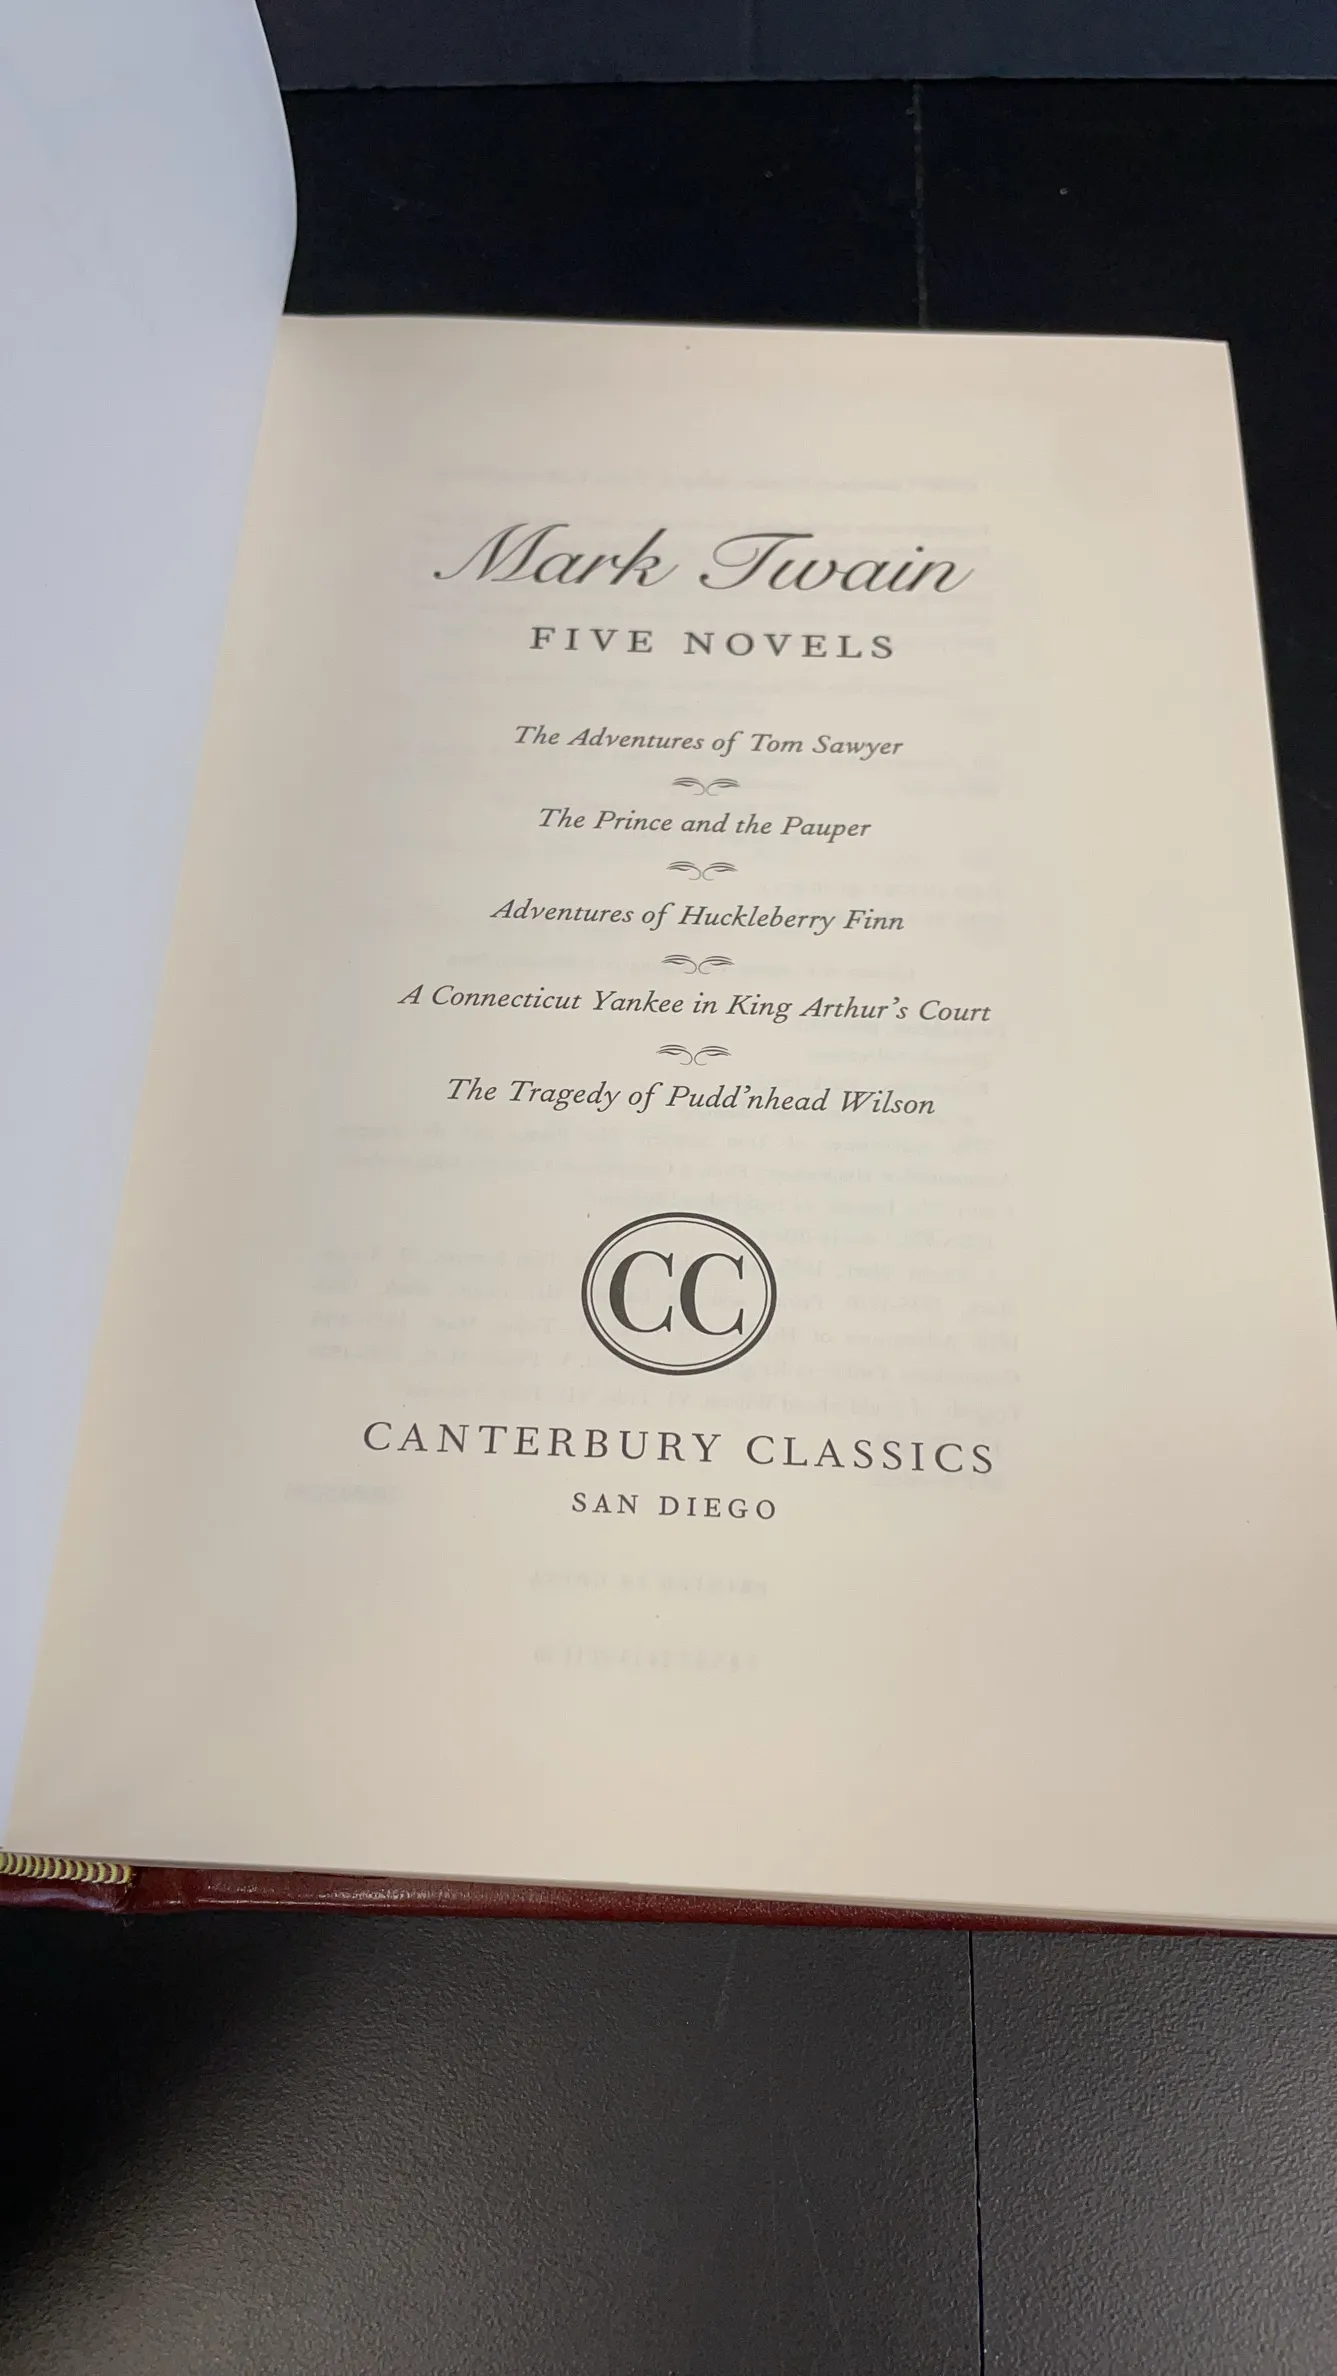 Mark Twain
FIVE NOVELS
The Adventures of Tom Sawyer
The Prince and the Pauper
Adventures of Huckleberry Finn
A Connecticut Yankee in King Arthur's Court
The Tragedy of Pudd'nhead Wilson
CC
CANTERBURY CLASSICS
SAN DIEGO